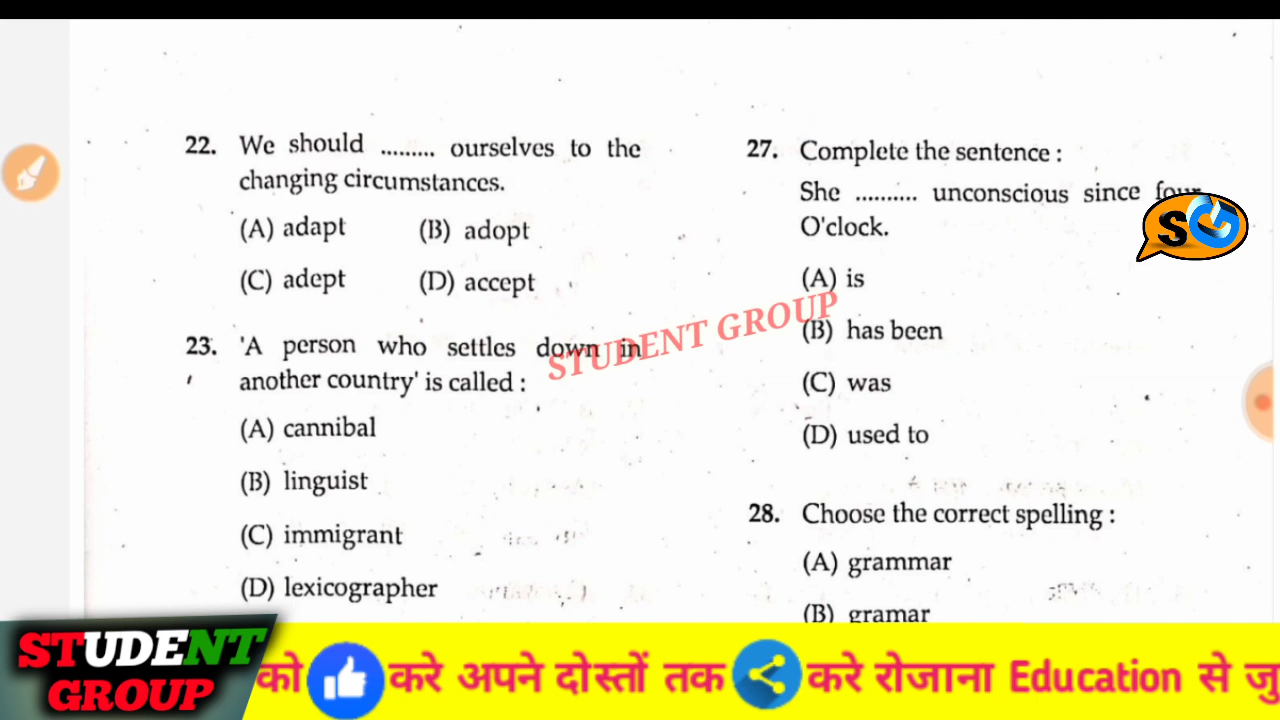 22. We should ......... ourselves to the
changing circumstances.
(A) adapt (B) adopt
(C) adept (D) accept
23. 'A person who settles down in
another country' is called :
(A) cannibal
(B) linguist
(C) immigrant
(D) lexicographer
27. Complete the sentence :
She .......... unconscious since four
O'clock.
(A) is
(B) has been
(C) was
(D) used to
28. Choose the correct spelling :
(A) grammar
(B) gramar
SG
STUDENT GROUP
STUDENT
GROUP
को करे अपने दोस्तों तक करे रोजाना Education से जु